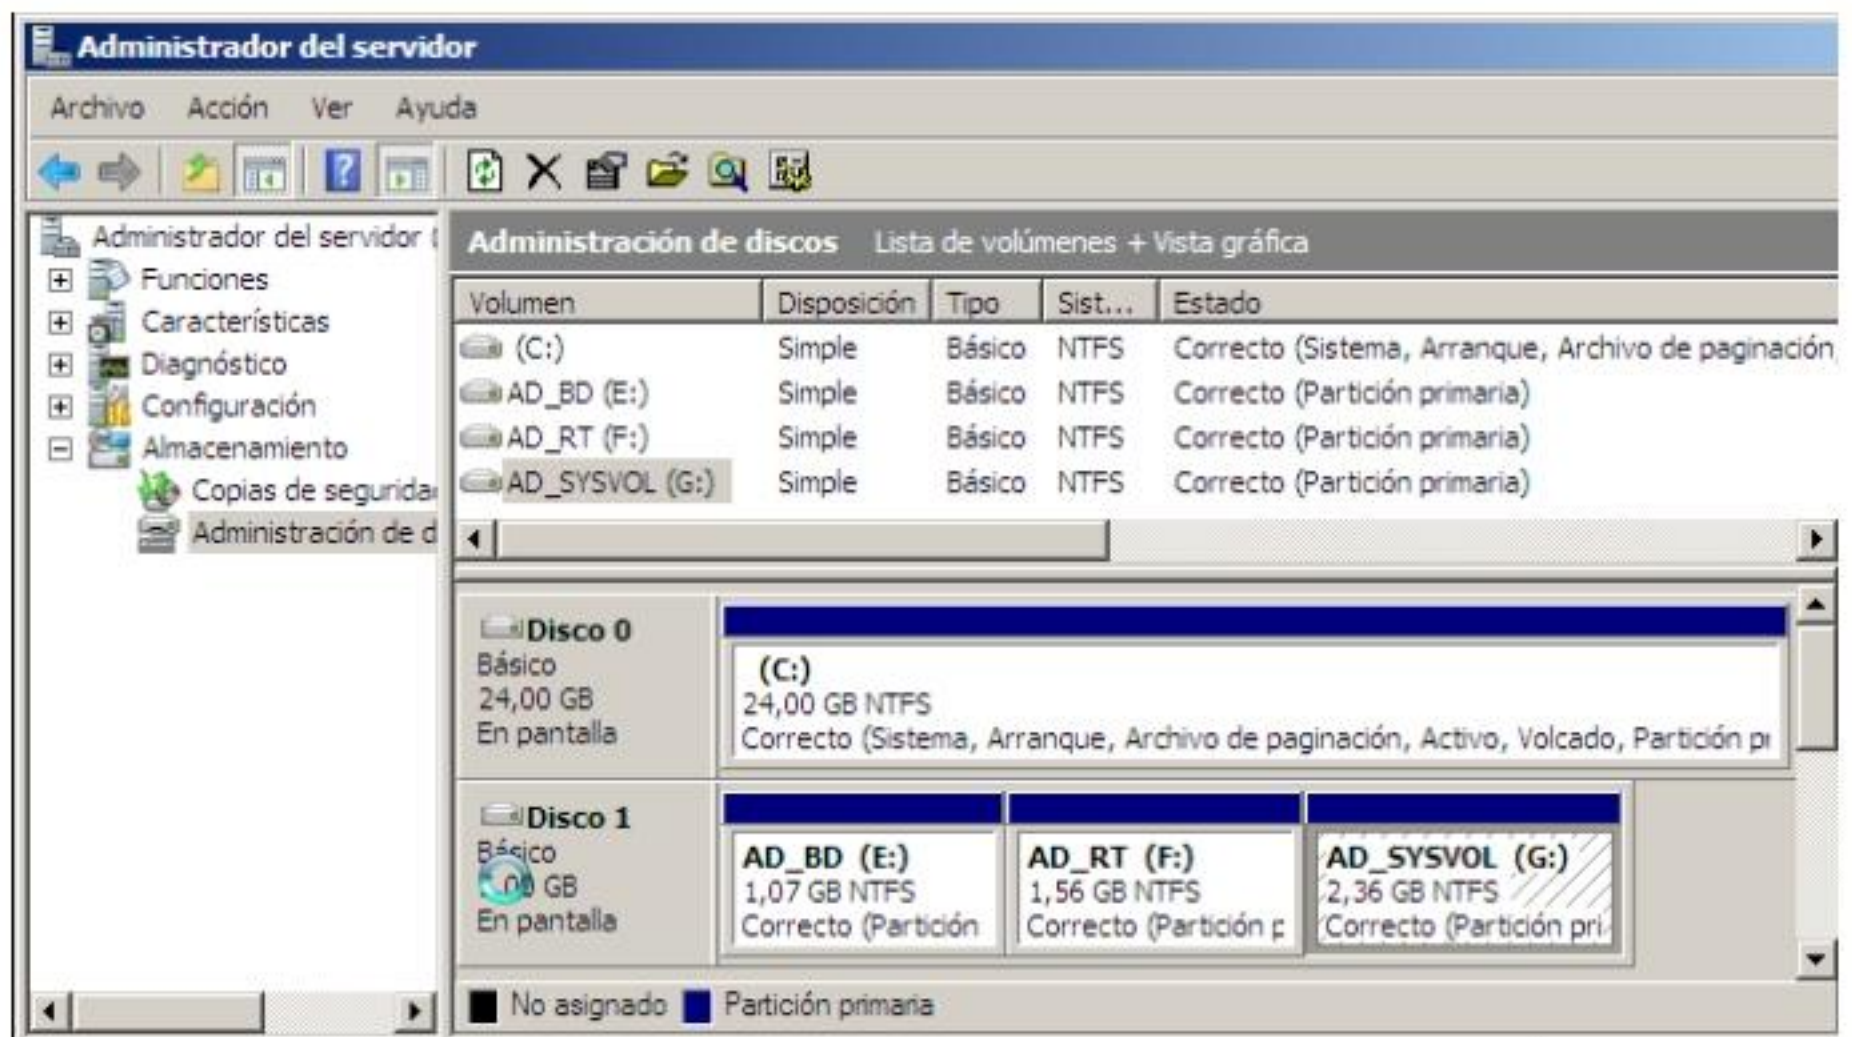 Administrador del servidor
Archivo Acción Ver Ayuda
Administrador del servidor (
Funciones
Características
Diagnóstico
Configuración
Almacenamiento
Copias de segurida
Administración de d
Administración de discos Lista de volúmenes + Vista gráfica
Volumen Disposición Tipo Sist... Estado
(C:) Simple Básico NTFS Correcto (Sistema, Arranque, Archivo de paginación,
AD_BD (E:) Simple Básico NTFS Correcto (Partición primaria)
AD_RT (F:) Simple Básico NTFS Correcto (Partición primaria)
AD_SYSVOL (G:) Simple Básico NTFS Correcto (Partición primaria)
Disco 0
Básico
24,00 GB
En pantalla
(C:)
24,00 GB NTFS
Correcto (Sistema, Arranque, Archivo de paginación, Activo, Volcado, Partición pr
Disco 1
Básico
GB
En pantalla
AD_BD (E:)
1,07 GB NTFS
Correcto (Partición
AD_RT (F:)
1,56 GB NTFS
Correcto (Partición p
AD_SYSVOL (G:)
2,36 GB NTFS
Correcto (Partición pri
No asignado Partición primaria